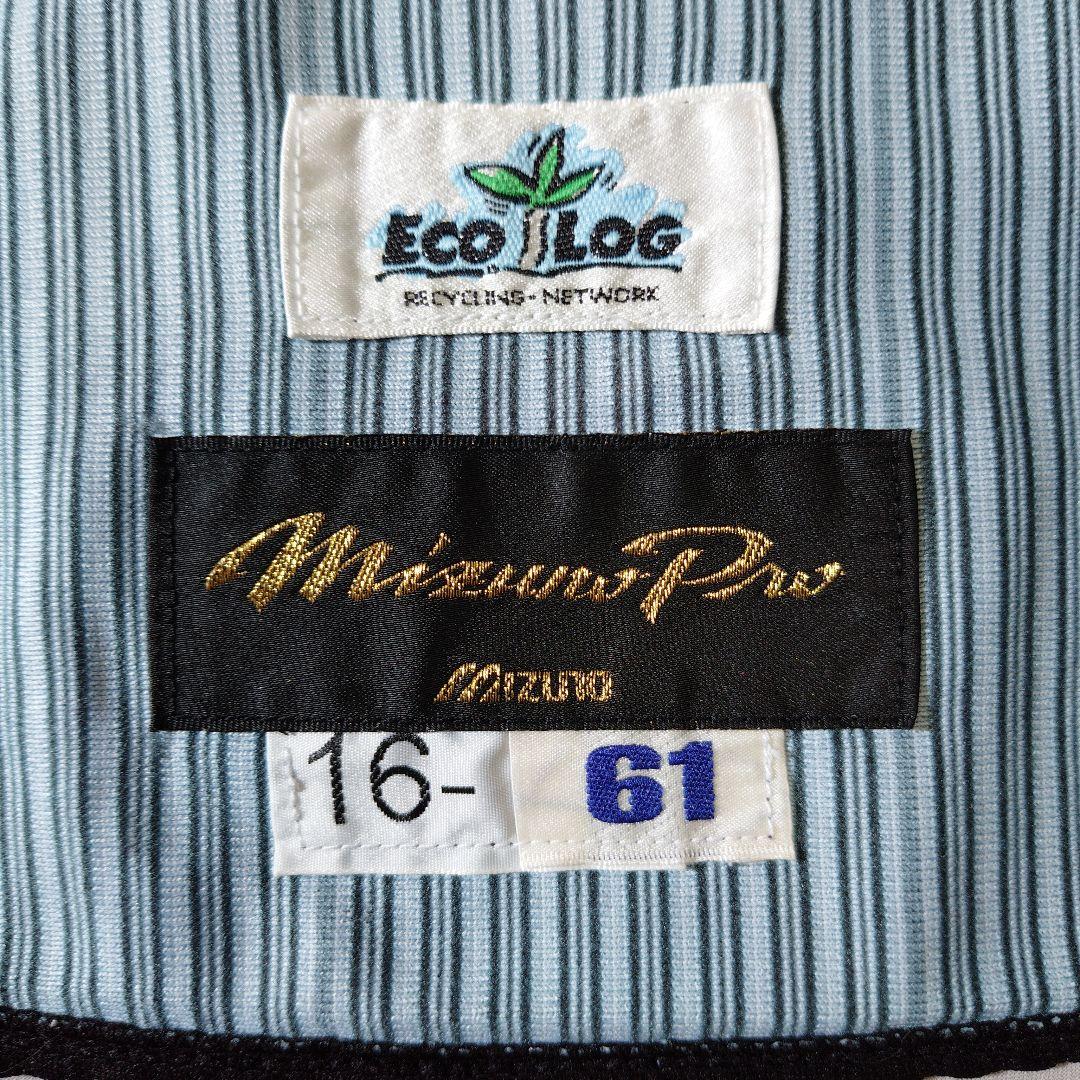 ECO LOG
RECYCLING-NETWORK
Mizuno Pro
MIZUNO
16- 61